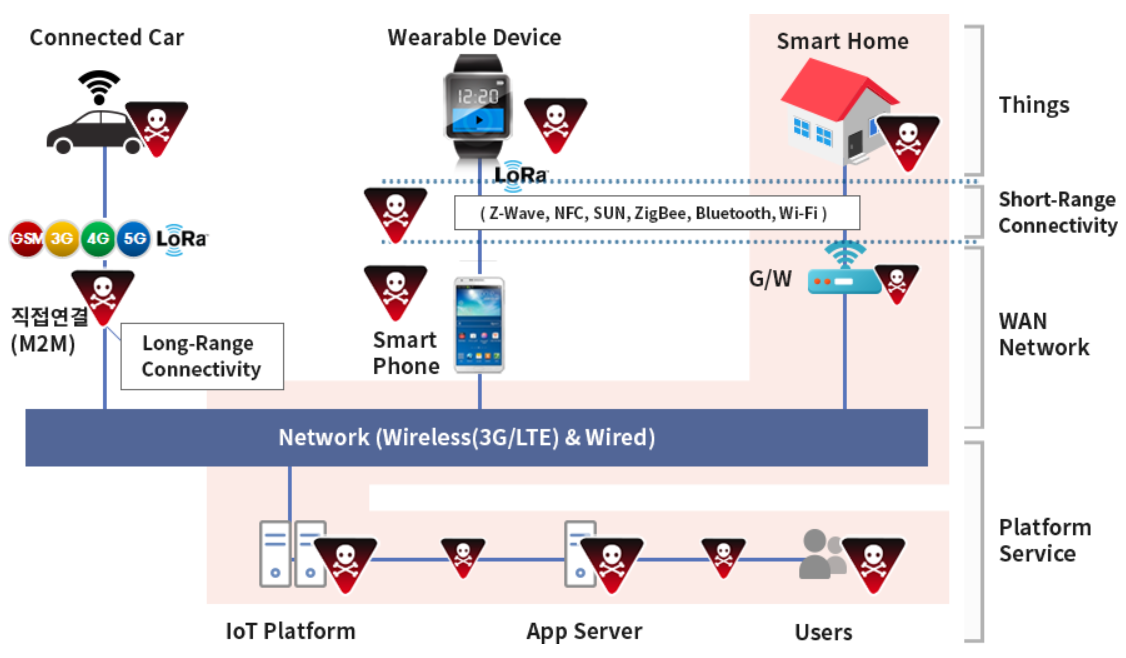 Connected Car
Wearable Device
Smart Home
Things
12:20
LoRa
Short-Range
Connectivity
( Z-Wave, NFC, SUN, ZigBee, Bluetooth, Wi-Fi )
GSM 3G 4G 5G LoRa
G/W
직접연결
(M2M)
Long-Range
Connectivity
Smart
Phone
WAN
Network
Network (Wireless(3G/LTE) & Wired)
Platform
Service
IoT Platform
App Server
Users